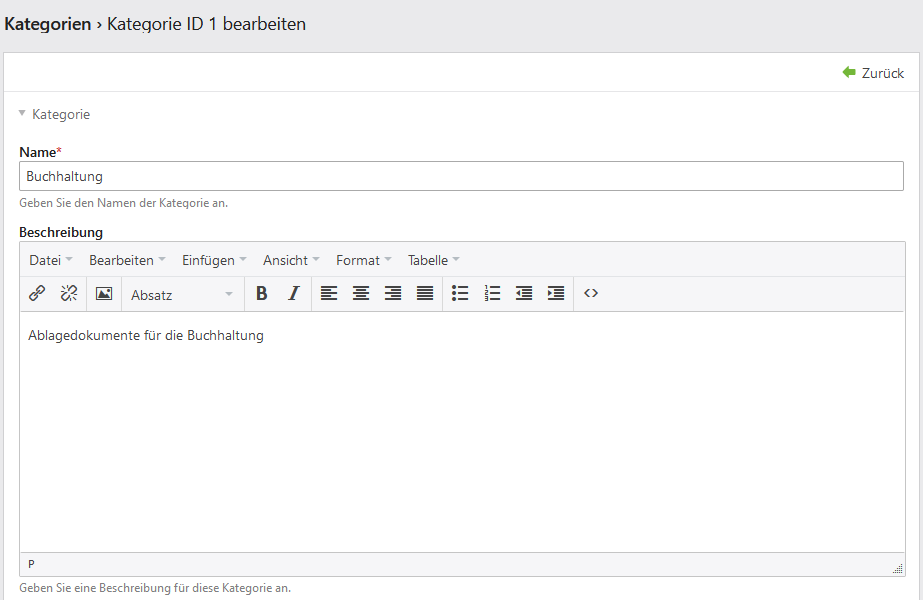 Kategorien › Kategorie ID 1 bearbeiten
Zurück
Kategorie
Name*
Buchhaltung
Geben Sie den Namen der Kategorie an.
Beschreibung
Datei Bearbeiten Einfügen Ansicht Format Tabelle
Absatz B I
Ablagedokumente für die Buchhaltung
P
Geben Sie eine Beschreibung für diese Kategorie an.